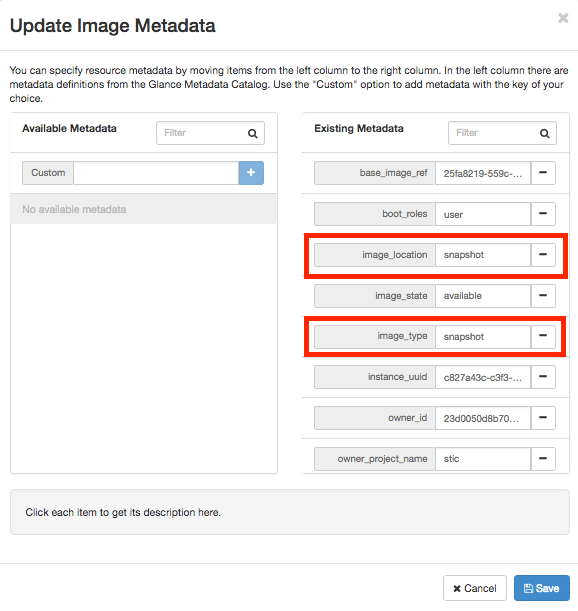 Update Image Metadata
You can specify resource metadata by moving items from the left column to the right column. In the left column there are
metadata definitions from the Glance Metadata Catalog. Use the "Custom" option to add metadata with the key of your
choice.
Available Metadata
Filter
Custom
No available metadata
Existing Metadata
Filter
base_image_ref 25fa8219-559c-...
boot_roles user
image_location snapshot
image_state available
image_type snapshot
instance_uuid c827a43c-c3f3-...
owner_id 23d0050d8b70...
owner_project_name stic
Click each item to get its description here.
Cancel
Save